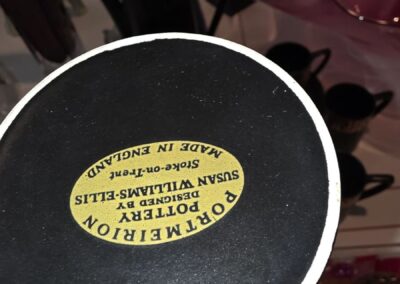 PORTMEIRION
POTTERY
DESIGNED BY
SUSAN WILLIAMS-ELLIS
Stoke-on-Trent
MADE IN ENGLAND